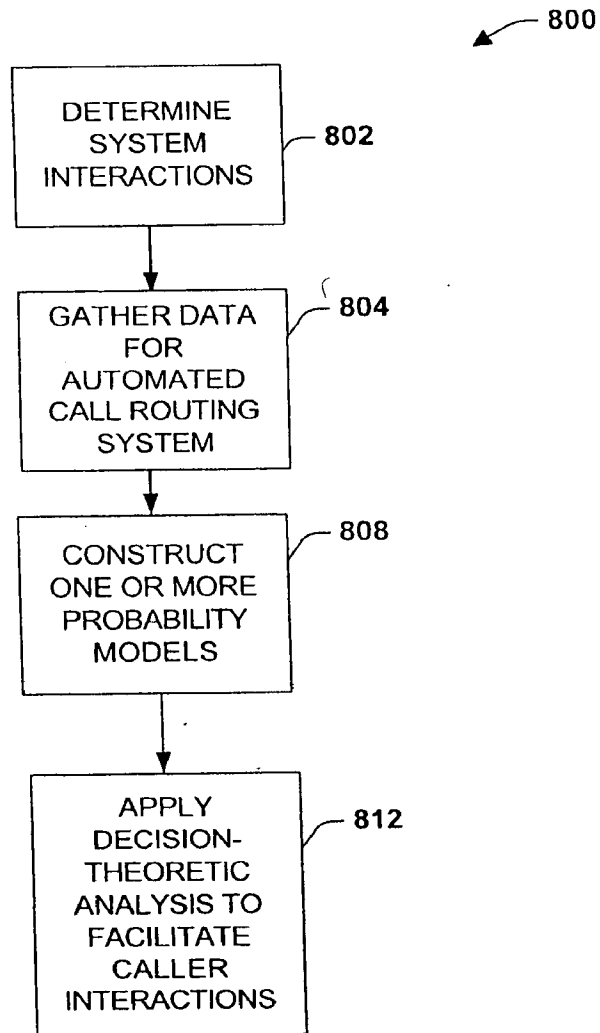 800
DETERMINE
SYSTEM
INTERACTIONS
802
GATHER DATA
FOR
AUTOMATED
CALL ROUTING
SYSTEM
804
CONSTRUCT
ONE OR MORE
PROBABILITY
MODELS
808
APPLY
DECISION-
THEORETIC
ANALYSIS TO
FACILITATE
CALLER
INTERACTIONS
812